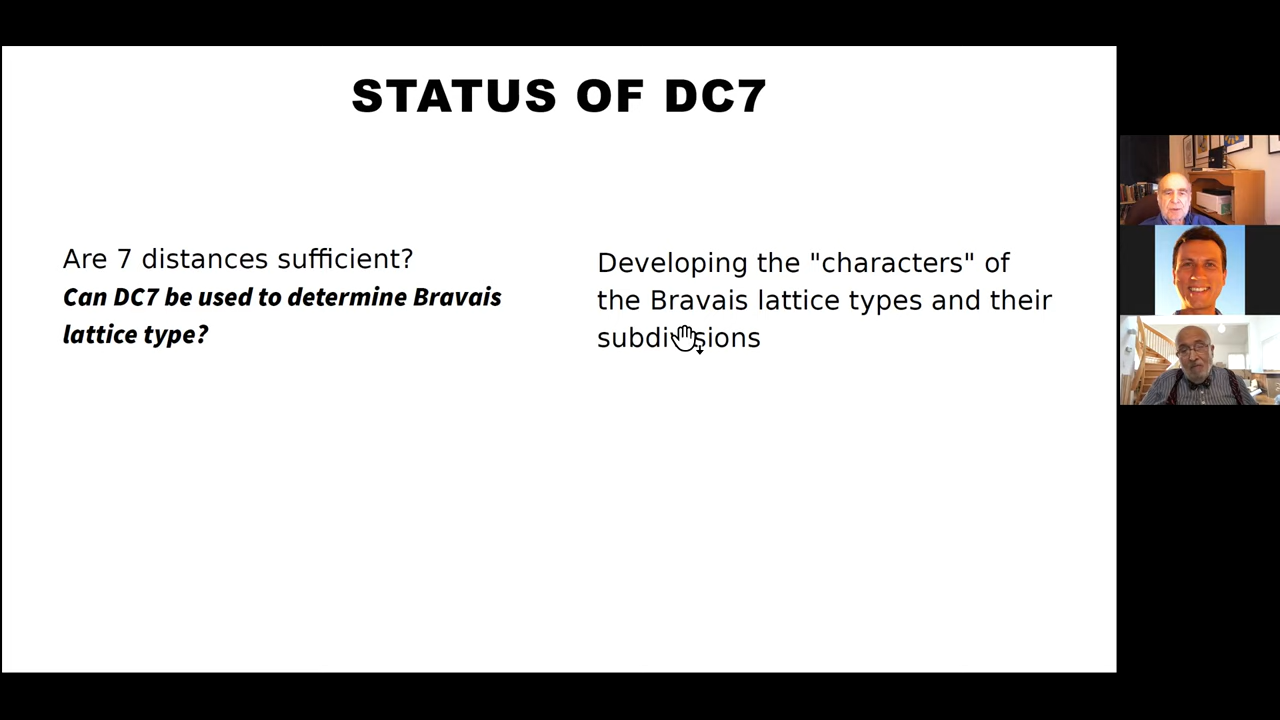 STATUS OF DC7
Are 7 distances sufficient?
Can DC7 be used to determine Bravais
lattice type?
Developing the "characters" of
the Bravais lattice types and their
subdivisions